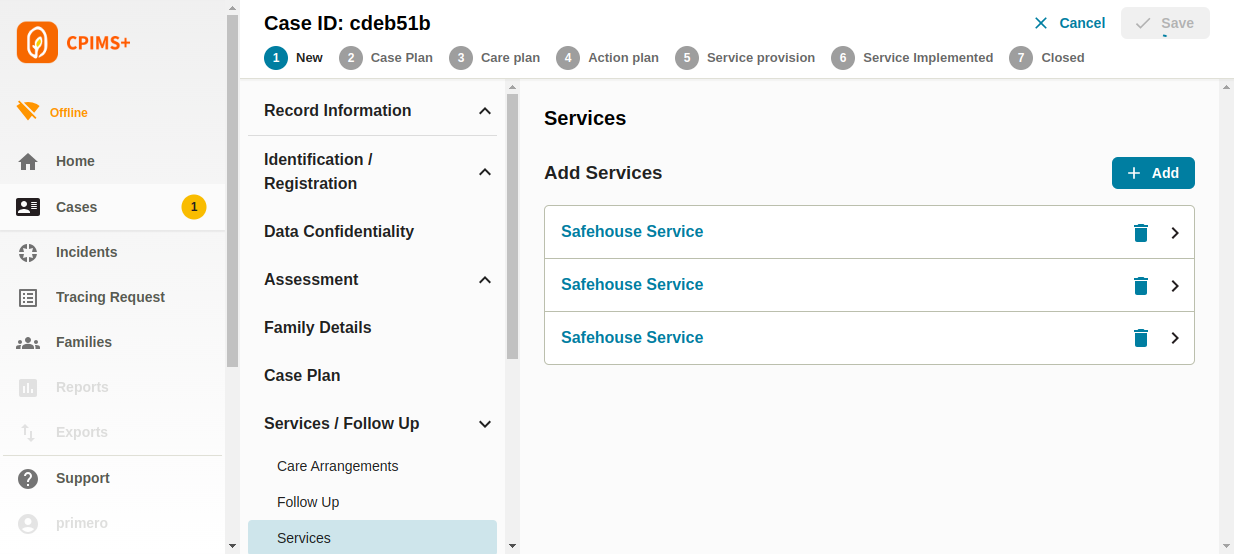 CPIMS+
Offline
Home
Cases
1
Incidents
Tracing Request
Families
Reports
Exports
Support
primero
Case ID: cdeb51b
Cancel
Save
1 New 2 Case Plan 3 Care plan 4 Action plan 5 Service provision 6 Service Implemented 7 Closed
Record Information
Identification /
Registration
Data Confidentiality
Assessment
Family Details
Case Plan
Services / Follow Up
Care Arrangements
Follow Up
Services
Services
Add Services
Add
Safehouse Service
Safehouse Service
Safehouse Service